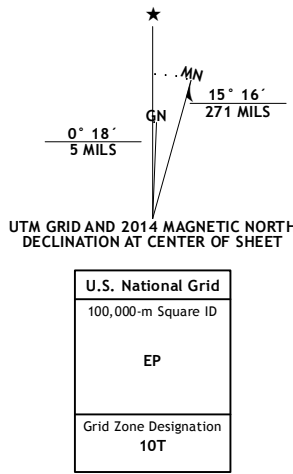 ★
MN
GN
0° 18´
5 MILS
15° 16´
271 MILS
UTM GRID AND 2014 MAGNETIC NORTH
DECLINATION AT CENTER OF SHEET
U.S. National Grid
100,000-m Square ID
EP
Grid Zone Designation
10T